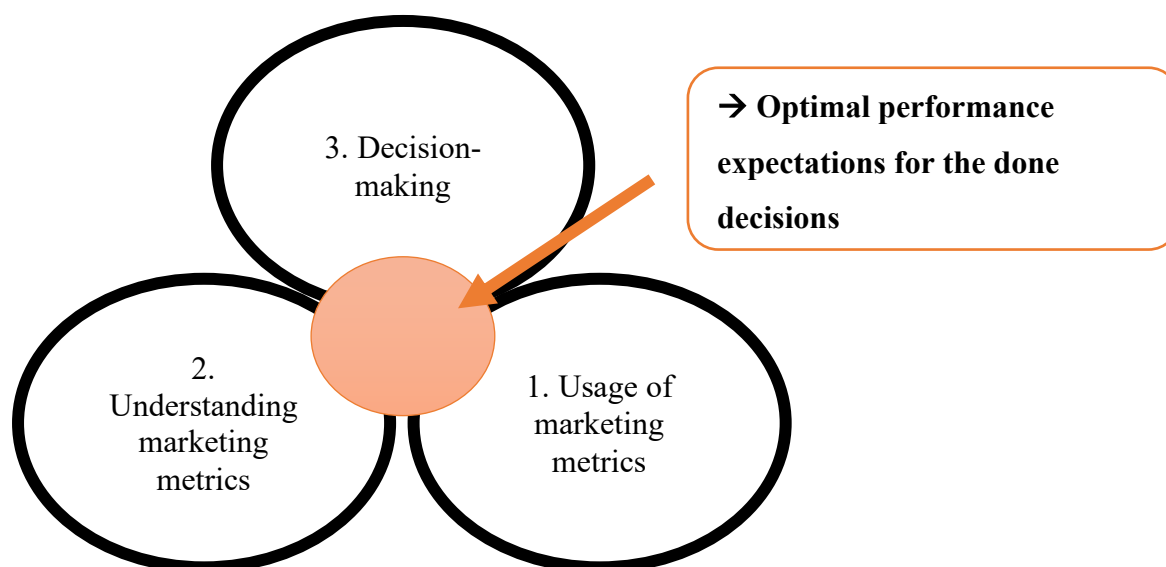 3. Decision-
making
→ Optimal performance
expectations for the done
decisions
2.
Understanding
marketing
metrics
1. Usage of
marketing
metrics